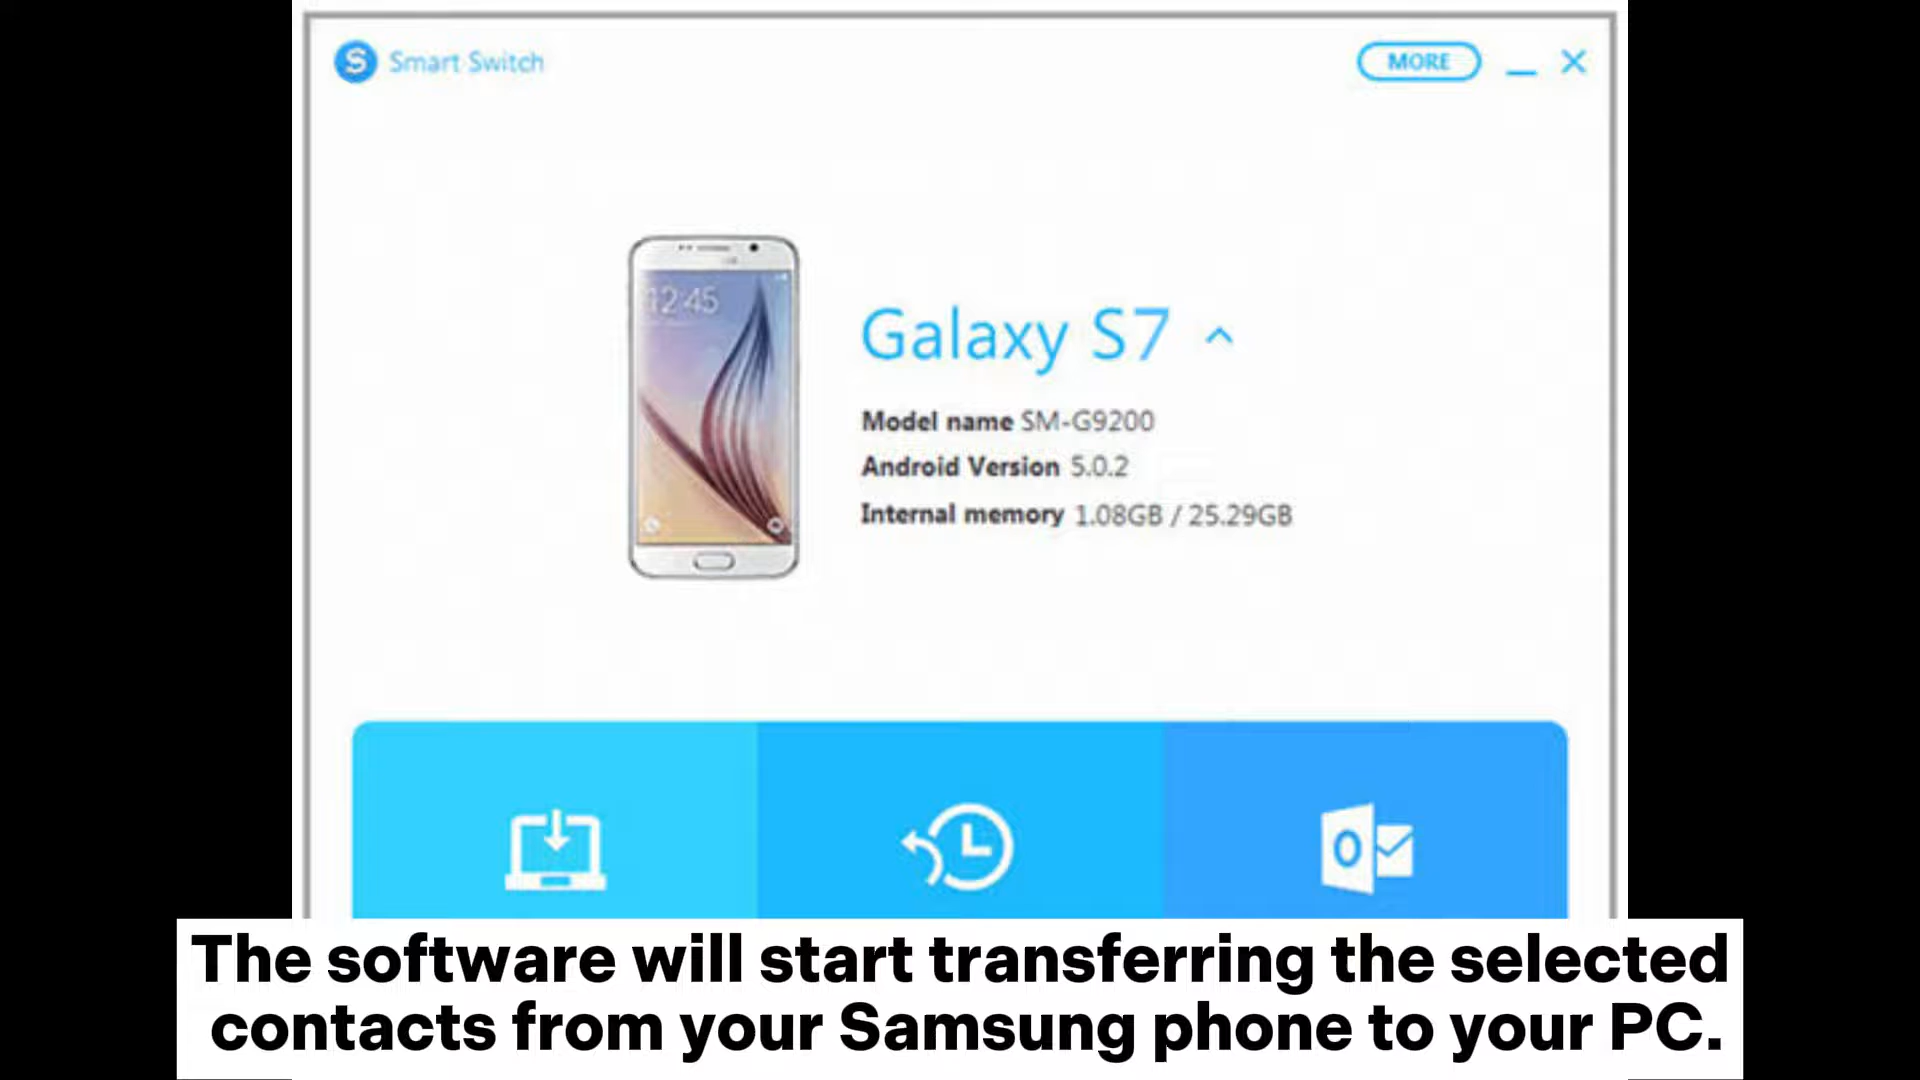 Smart Switch
MORE
12:45
Galaxy S7
Model name SM-G9200
Android Version 5.0.2
Internal memory 1.08GB / 25.29GB
The software will start transferring the selected
contacts from your Samsung phone to your PC.